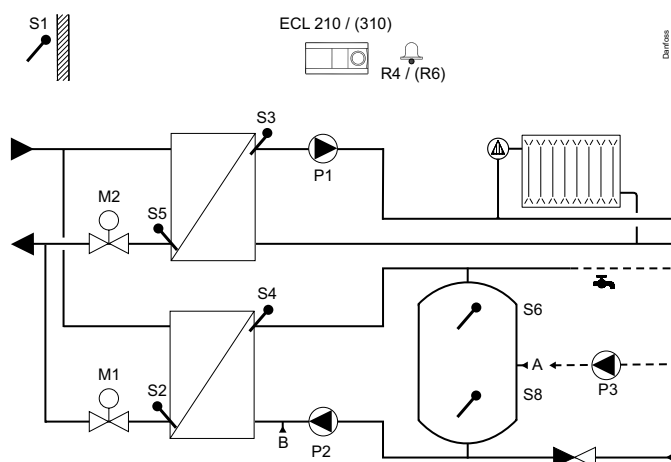 S1
ECL 210 / (310)
R4 / (R6)
Danfoss
S3
P1
M2
S5
S4
S6
A
P3
S8
M1
S2
B
P2